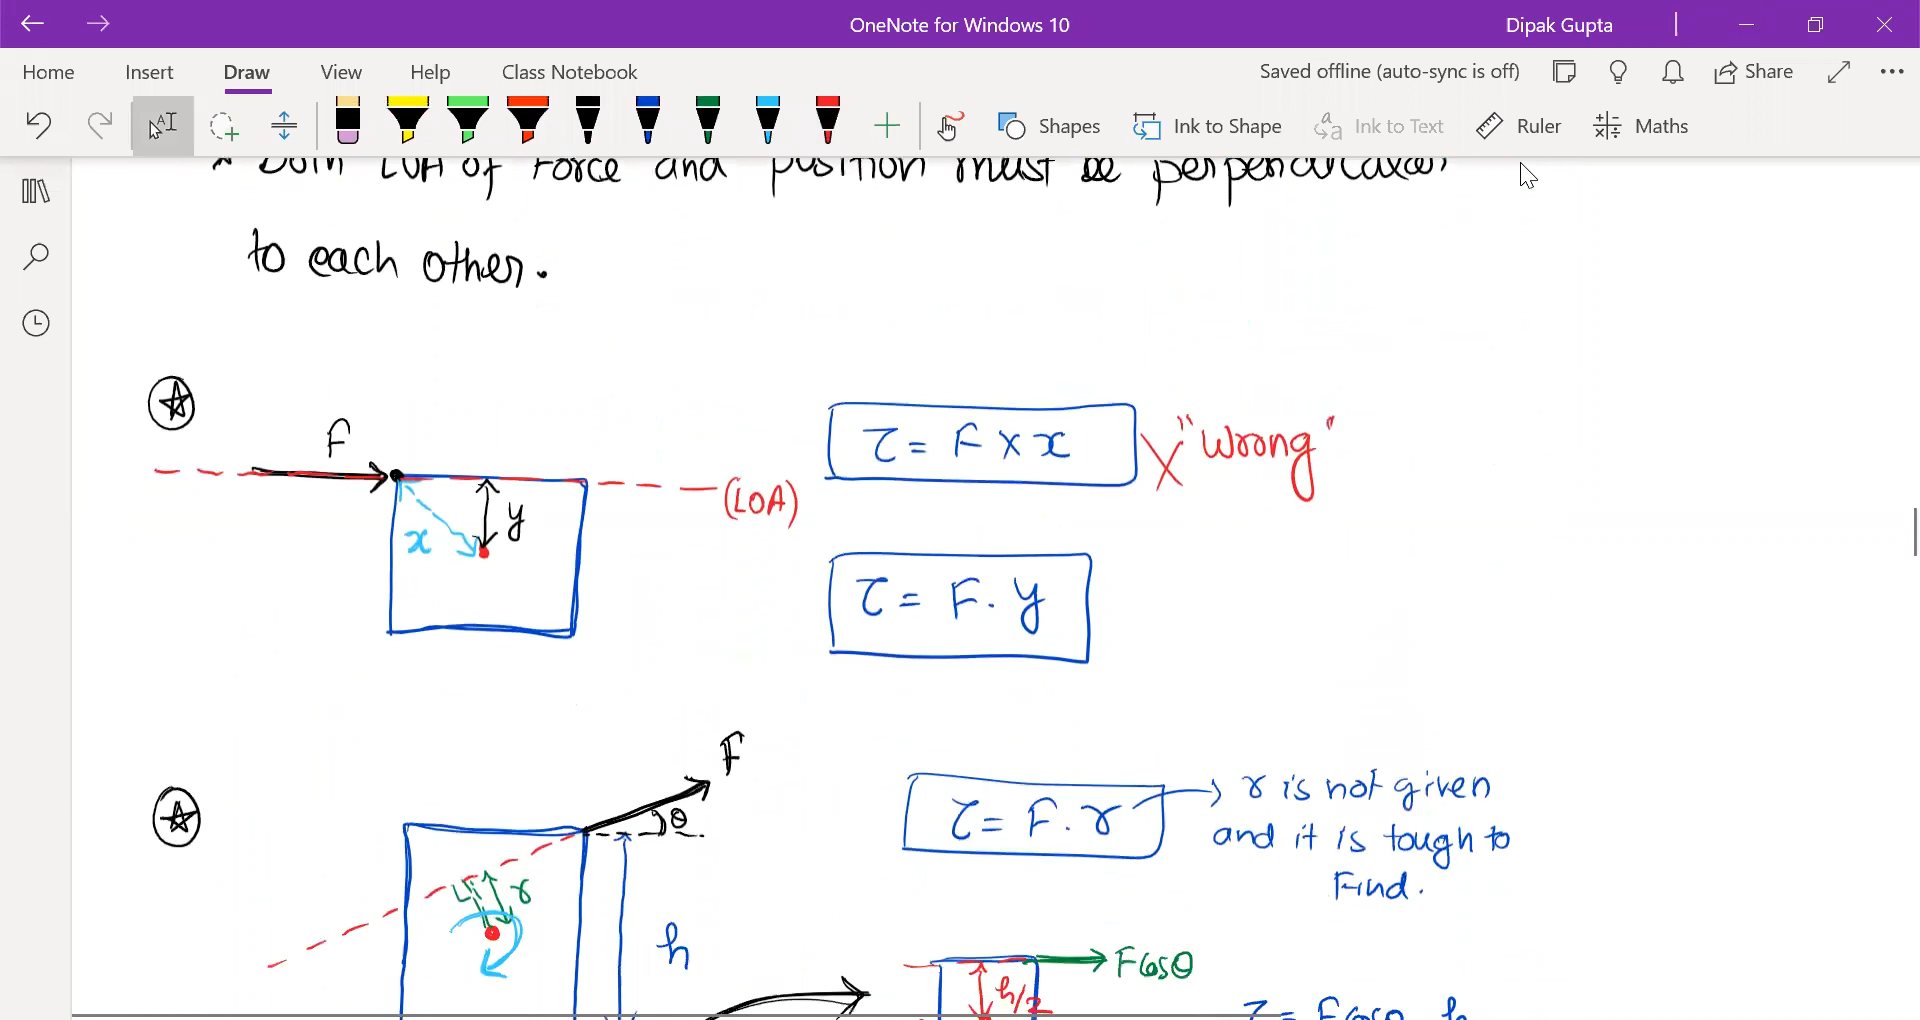 OneNote for Windows 10
Dipak Gupta
Home Insert Draw View Help Class Notebook
Saved offline (auto-sync is off) Share
Shapes Ink to Shape Ink to Text Ruler Maths
* Both LOA of Force and position must be perpendicular
to each other.
F
τ = F × x "wrong"
(LOA)
y
x
τ = F . y
F
θ
τ = F . r → r is not given
and it is tough to
Find.
r
h
Fcosθ
h/2
τ = Fcosθ h